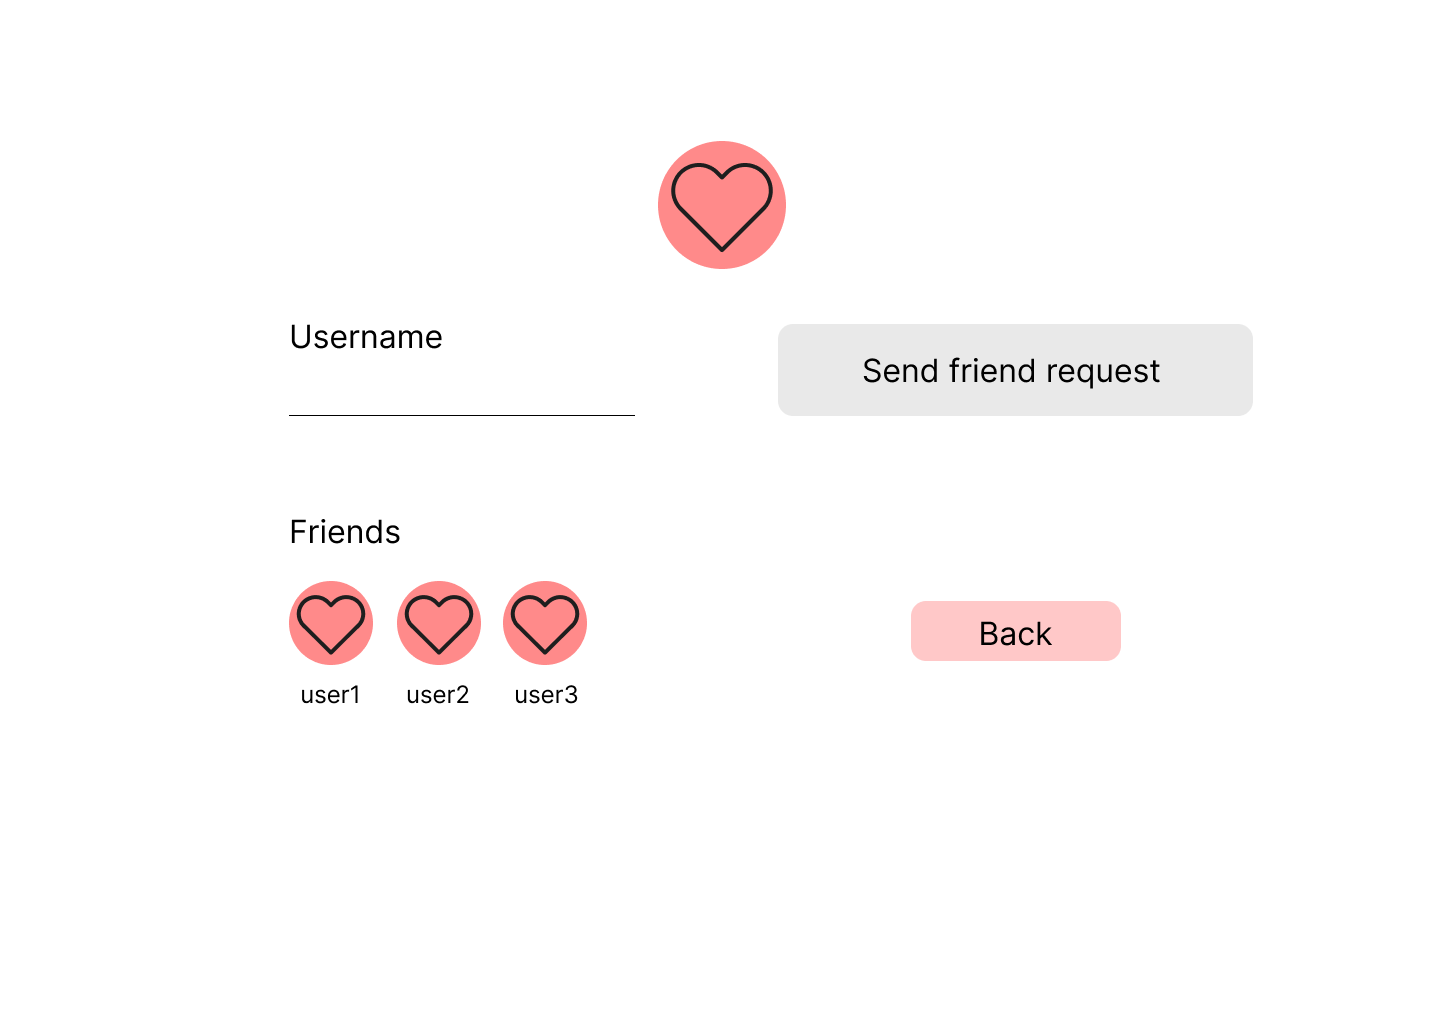 Username
Send friend request
Friends
user1 user2 user3
Back